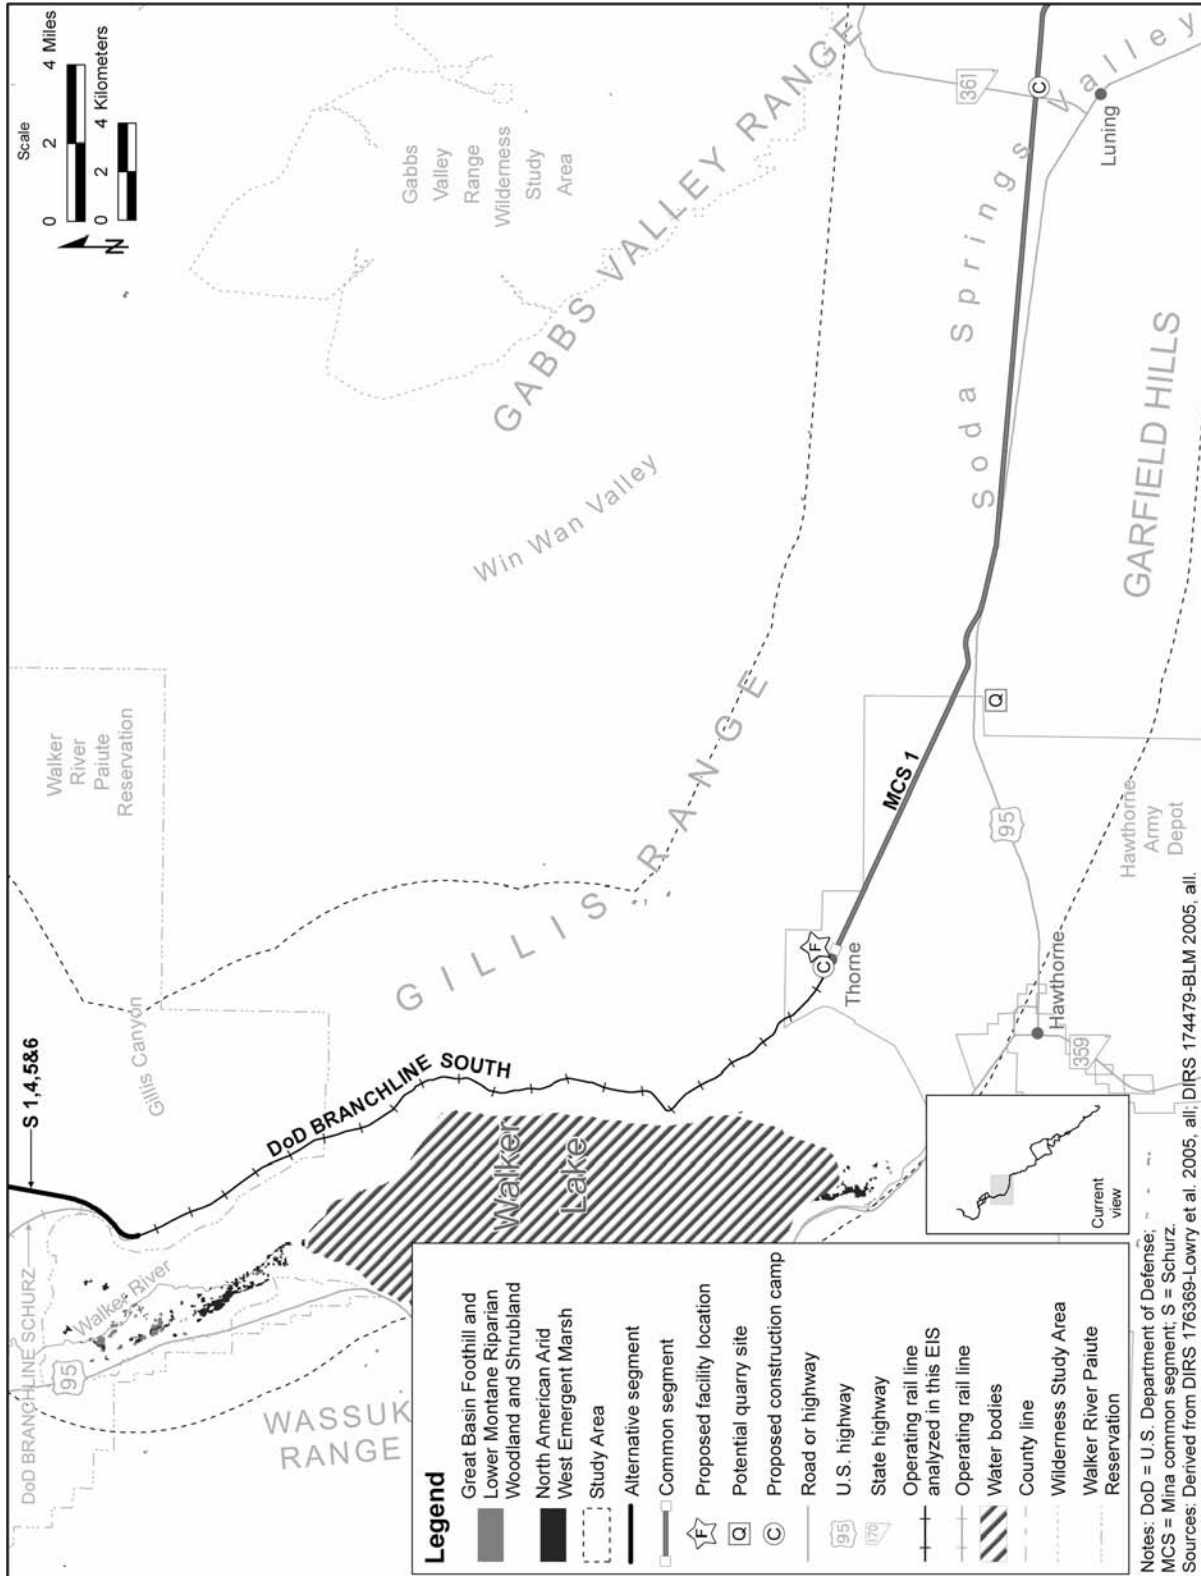 Scale
0 2 4 Miles
0 2 4 Kilometers
N
DoD BRANCHLINE SCHURZ
S 1,4,5&6
95
Walker River
Gillis Canyon
Walker
River
Paiute
Reservation
WASSUK
RANGE
DoD BRANCHLINE SOUTH
Walker
Lake
GILLIS RANGE
Win Wan Valley
GABBS VALLEY RANGE
Gabbs
Valley
Range
Wilderness
Study
Area
F
C
Thorne
MCS 1
Q
95
Hawthorne
359
Hawthorne
Army
Depot
Soda Springs Valley
GARFIELD HILLS
361
C
Luning
Current
view
Legend
Great Basin Foothill and
Lower Montane Riparian
Woodland and Shrubland
North American Arid
West Emergent Marsh
Study Area
Alternative segment
Common segment
F Proposed facility location
Q Potential quarry site
C Proposed construction camp
Road or highway
95 U.S. highway
170 State highway
Operating rail line
analyzed in this EIS
Operating rail line
Water bodies
County line
Wilderness Study Area
Walker River Paiute
Reservation
Notes: DoD = U.S. Department of Defense;
MCS = Mina common segment; S = Schurz.
Sources: Derived from DIRS 176369-Lowry et al. 2005, all; DIRS 174479-BLM 2005, all.